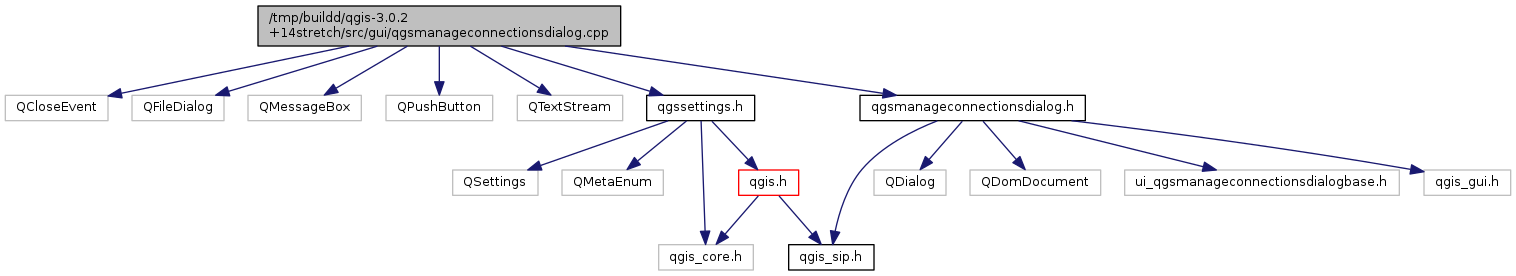 /tmp/buildd/qgis-3.0.2
+14stretch/src/gui/qgsmanageconnectionsdialog.cpp
QCloseEvent
QFileDialog
QMessageBox
QPushButton
QTextStream
qgssettings.h
qgsmanageconnectionsdialog.h
QSettings
QMetaEnum
qgis.h
QDialog
QDomDocument
ui_qgsmanageconnectionsdialogbase.h
qgis_gui.h
qgis_core.h
qgis_sip.h